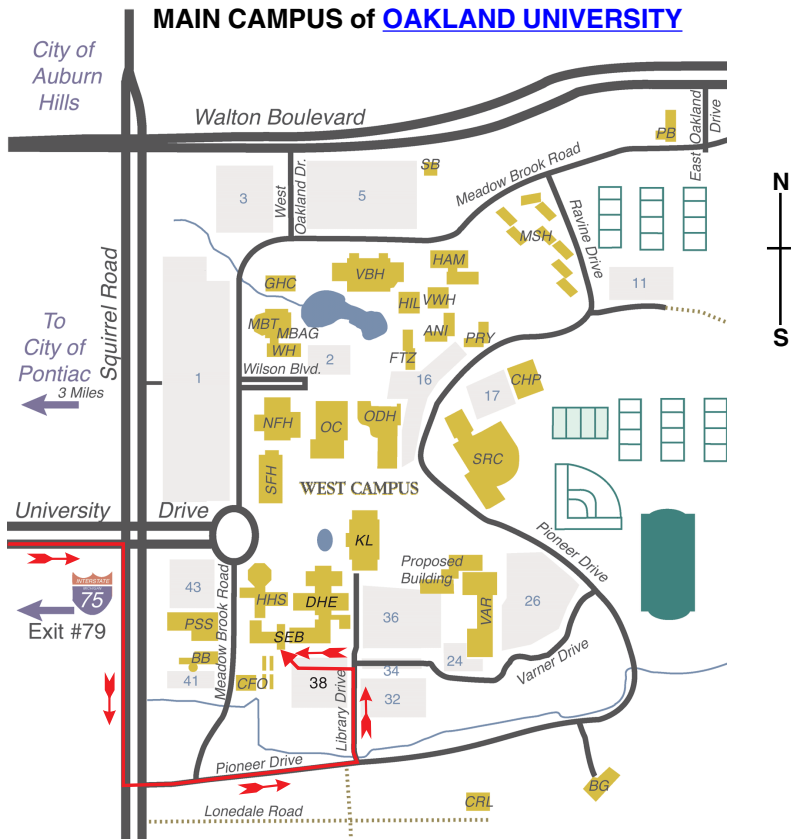 MAIN CAMPUS of OAKLAND UNIVERSITY
City of
Auburn
Hills
Walton Boulevard
PB
East Oakland
Drive
SB
Meadow Brook Road
3
West
Oakland Dr.
5
N
S
MSH
Ravine Drive
11
Squirrel Road
HAM
VBH
GHC
HIL
VWH
MBT
MBAG
ANI
PRY
WH
FTZ
To
City of
Pontiac
3 Miles
2
Wilson Blvd.
1
16
17
CHP
NFH
OC
ODH
SRC
SFH
WEST CAMPUS
University
Drive
KL
Pioneer Drive
Proposed
Building
INTERSTATE
75
Exit #79
43
HHS
DHE
36
VAR
26
PSS
SEB
Meadow Brook Road
BB
41
CFO
38
Library Drive
34
24
32
Varner Drive
Pioneer Drive
BG
CRL
Lonedale Road